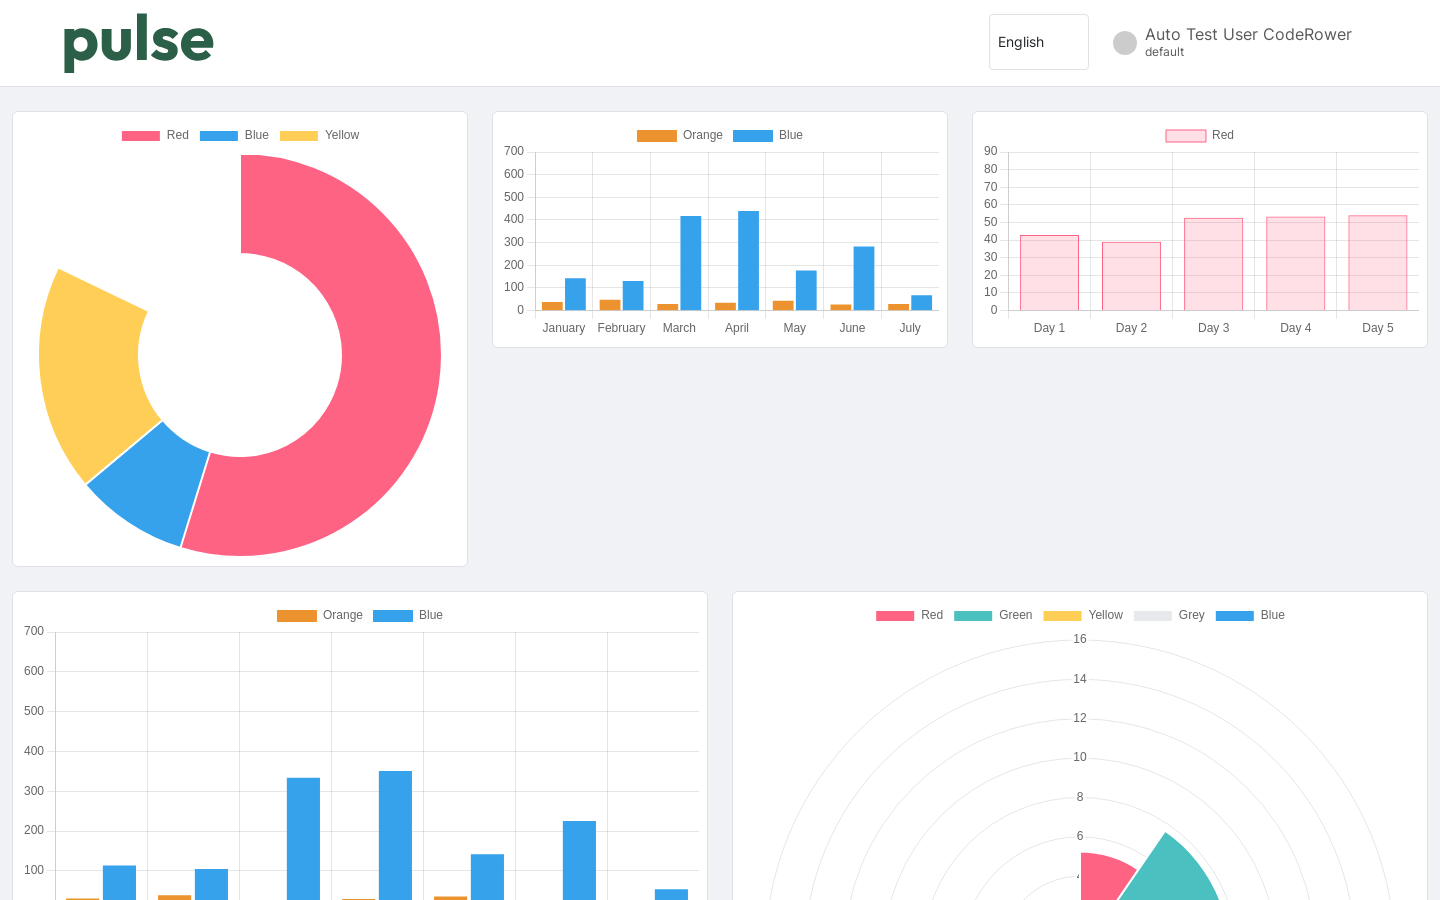 pulse
English
Auto Test User CodeRower
default
Red Blue Yellow
Orange Blue
700
600
500
400
300
200
100
0
January February March April May June July
Red
90
80
70
60
50
40
30
20
10
0
Day 1 Day 2 Day 3 Day 4 Day 5
Orange Blue
700
600
500
400
300
200
100
Red Green Yellow Grey Blue
16
14
12
10
8
6